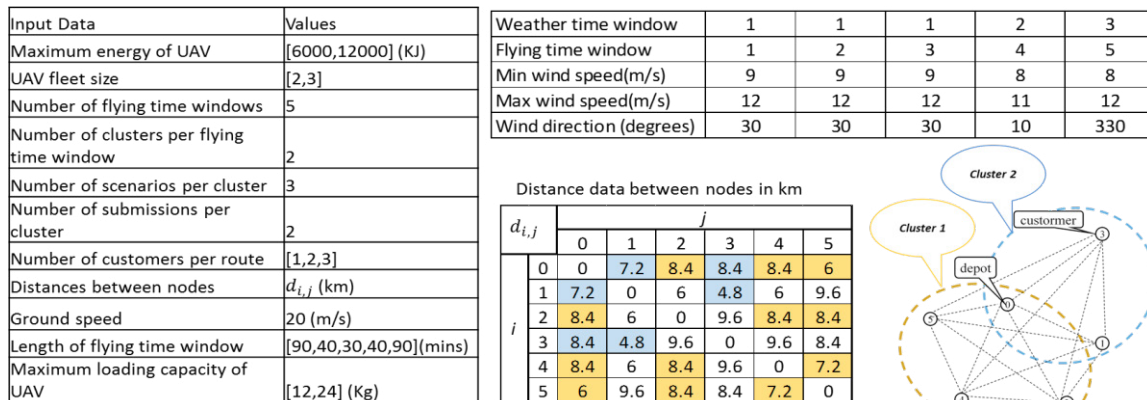 Input Data Values
Maximum energy of UAV [6000,12000] (KJ)
UAV fleet size [2,3]
Number of flying time windows 5
Number of clusters per flying
time window 2
Number of scenarios per cluster 3
Number of submissions per
cluster 2
Number of customers per route [1,2,3]
Distances between nodes d_{i,j} (km)
Ground speed 20 (m/s)
Length of flying time window [90,40,30,40,90](mins)
Maximum loading capacity of
UAV [12,24] (Kg)
Weather time window 1 1 1 2 3
Flying time window 1 2 3 4 5
Min wind speed(m/s) 9 9 9 8 8
Max wind speed(m/s) 12 12 12 11 12
Wind direction (degrees) 30 30 30 10 330
Distance data between nodes in km
d_{i,j} j
0 1 2 3 4 5
i
0 0 7.2 8.4 8.4 8.4 6
1 7.2 0 6 4.8 6 9.6
2 8.4 6 0 9.6 8.4 8.4
3 8.4 4.8 9.6 0 9.6 8.4
4 8.4 6 8.4 9.6 0 7.2
5 6 9.6 8.4 8.4 7.2 0
Cluster 2
Cluster 1
custormer
3
depot
0
5
1